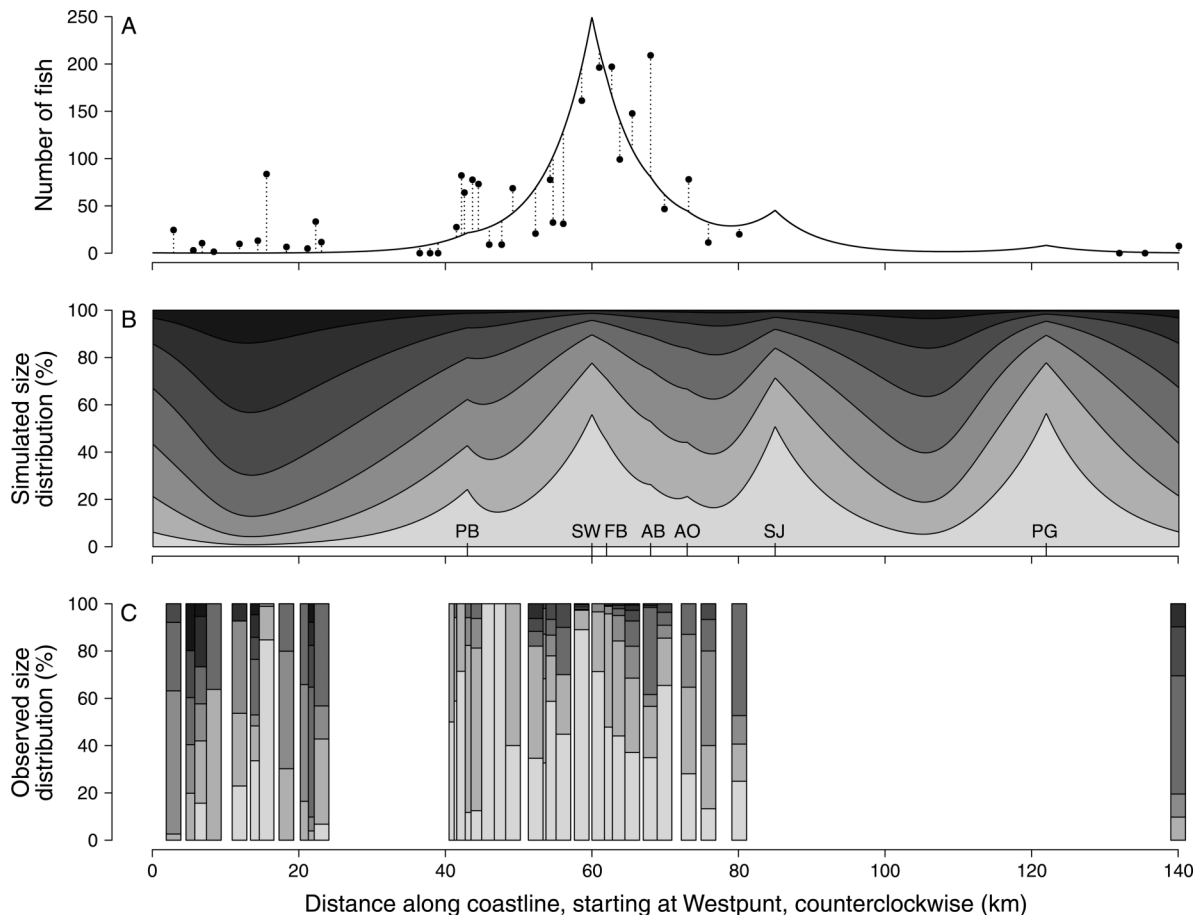 A
Number of fish
250
200
150
100
50
0
B
Simulated size
distribution (%)
100
80
60
40
20
0
PB SW FB AB AO SJ PG
C
Observed size
distribution (%)
100
80
60
40
20
0
0 20 40 60 80 100 120 140
Distance along coastline, starting at Westpunt, counterclockwise (km)